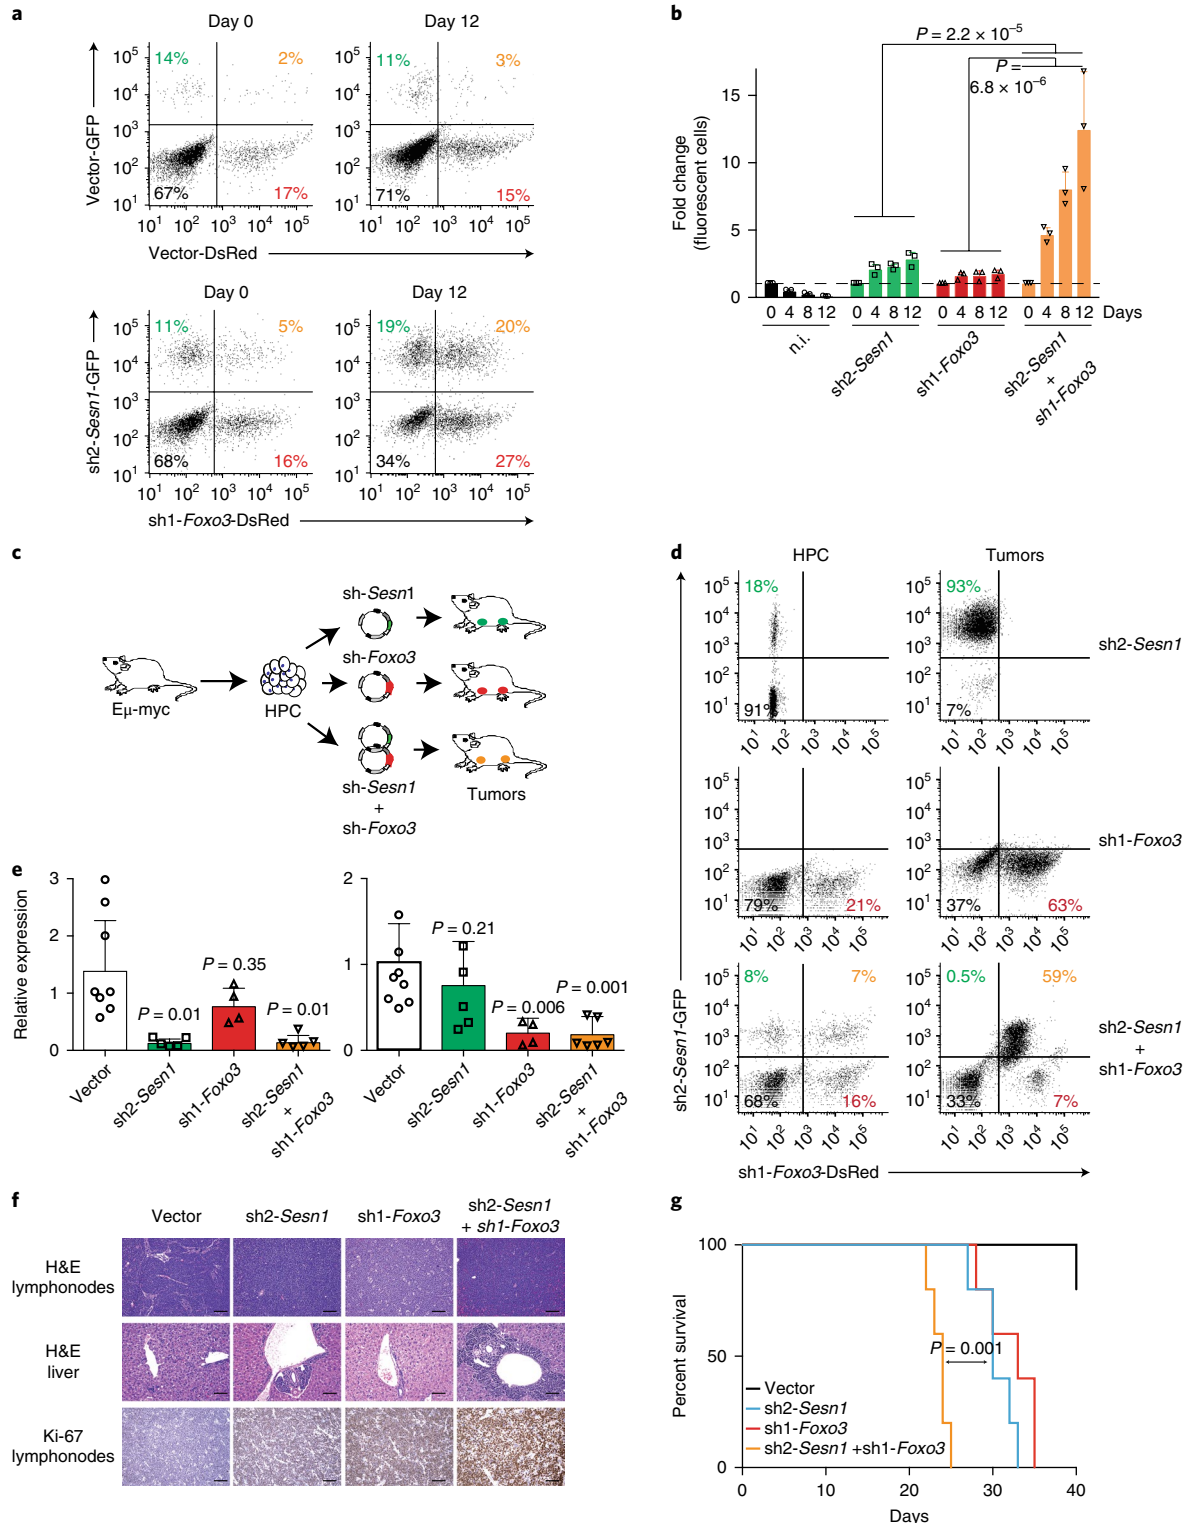 a
Day 0
Day 12
Vector-GFP
10⁵
10⁴
10³
10²
10¹
14%
2%
67%
17%
11%
3%
71%
15%
10⁵
10⁴
10³
10²
10¹
10¹ 10² 10³ 10⁴ 10⁵
10¹ 10² 10³ 10⁴ 10⁵
Vector-DsRed
Day 0
Day 12
sh2-Sesn1-GFP
10⁵
10⁴
10³
10²
10¹
11%
5%
68%
16%
10⁵
10⁴
10³
10²
10¹
19%
20%
34%
27%
10¹ 10² 10³ 10⁴ 10⁵
10¹ 10² 10³ 10⁴ 10⁵
sh1-Foxo3-DsRed
b
P = 2.2 × 10⁻⁵
P =
6.8 × 10⁻⁶
Fold change
(fluorescent cells)
15
10
5
0
0 4 8 12 0 4 8 12 0 4 8 12 0 4 8 12 Days
n.i.
sh2-Sesn1
sh1-Foxo3
sh2-Sesn1
+
sh1-Foxo3
c
Eμ-myc
HPC
sh-Sesn1
sh-Foxo3
sh-Sesn1
+
sh-Foxo3
Tumors
d
HPC
Tumors
10⁵
10⁴
10³
10²
10¹
18%
91%
10¹ 10² 10³ 10⁴ 10⁵
10⁵
10⁴
10³
10²
10¹
93%
7%
10¹ 10² 10³ 10⁴ 10⁵
sh2-Sesn1
10⁵
10⁴
10³
10²
10¹
79%
21%
10¹ 10² 10³ 10⁴ 10⁵
10⁵
10⁴
10³
10²
10¹
37%
63%
10¹ 10² 10³ 10⁴ 10⁵
sh1-Foxo3
10⁵
10⁴
10³
10²
10¹
8%
7%
68%
16%
10¹ 10² 10³ 10⁴ 10⁵
10⁵
10⁴
10³
10²
10¹
0.5%
59%
33%
7%
10¹ 10² 10³ 10⁴ 10⁵
sh2-Sesn1
+
sh1-Foxo3
sh2-Sesn1-GFP
sh1-Foxo3-DsRed
e
Relative expression
3
2
1
0
P = 0.01
P = 0.35
P = 0.01
Vector
sh2-Sesn1
sh1-Foxo3
sh2-Sesn1
+
sh1-Foxo3
2
1
0
P = 0.21
P = 0.006
P = 0.001
Vector
sh2-Sesn1
sh1-Foxo3
sh2-Sesn1
+
sh1-Foxo3
f
Vector
sh2-Sesn1
sh1-Foxo3
sh2-Sesn1
+ sh1-Foxo3
H&E
lymphonodes
H&E
liver
Ki-67
lymphonodes
g
Percent survival
100
50
0
P = 0.001
Vector
sh2-Sesn1
sh1-Foxo3
sh2-Sesn1 +sh1-Foxo3
0 10 20 30 40
Days